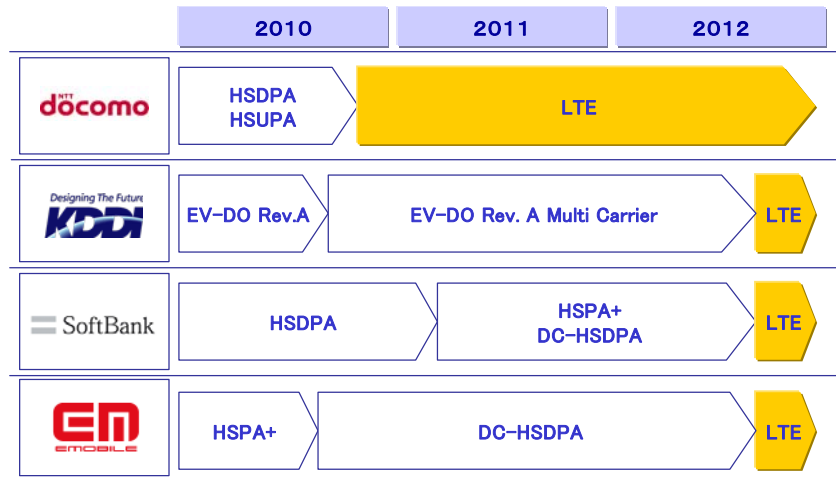 2010
2011
2012
NTT
docomo
HSDPA
HSUPA
LTE
Designing The Future
KDDI
EV-DO Rev.A
EV-DO Rev. A Multi Carrier
LTE
SoftBank
HSDPA
HSPA+
DC-HSDPA
LTE
EM
EMOBILE
HSPA+
DC-HSDPA
LTE